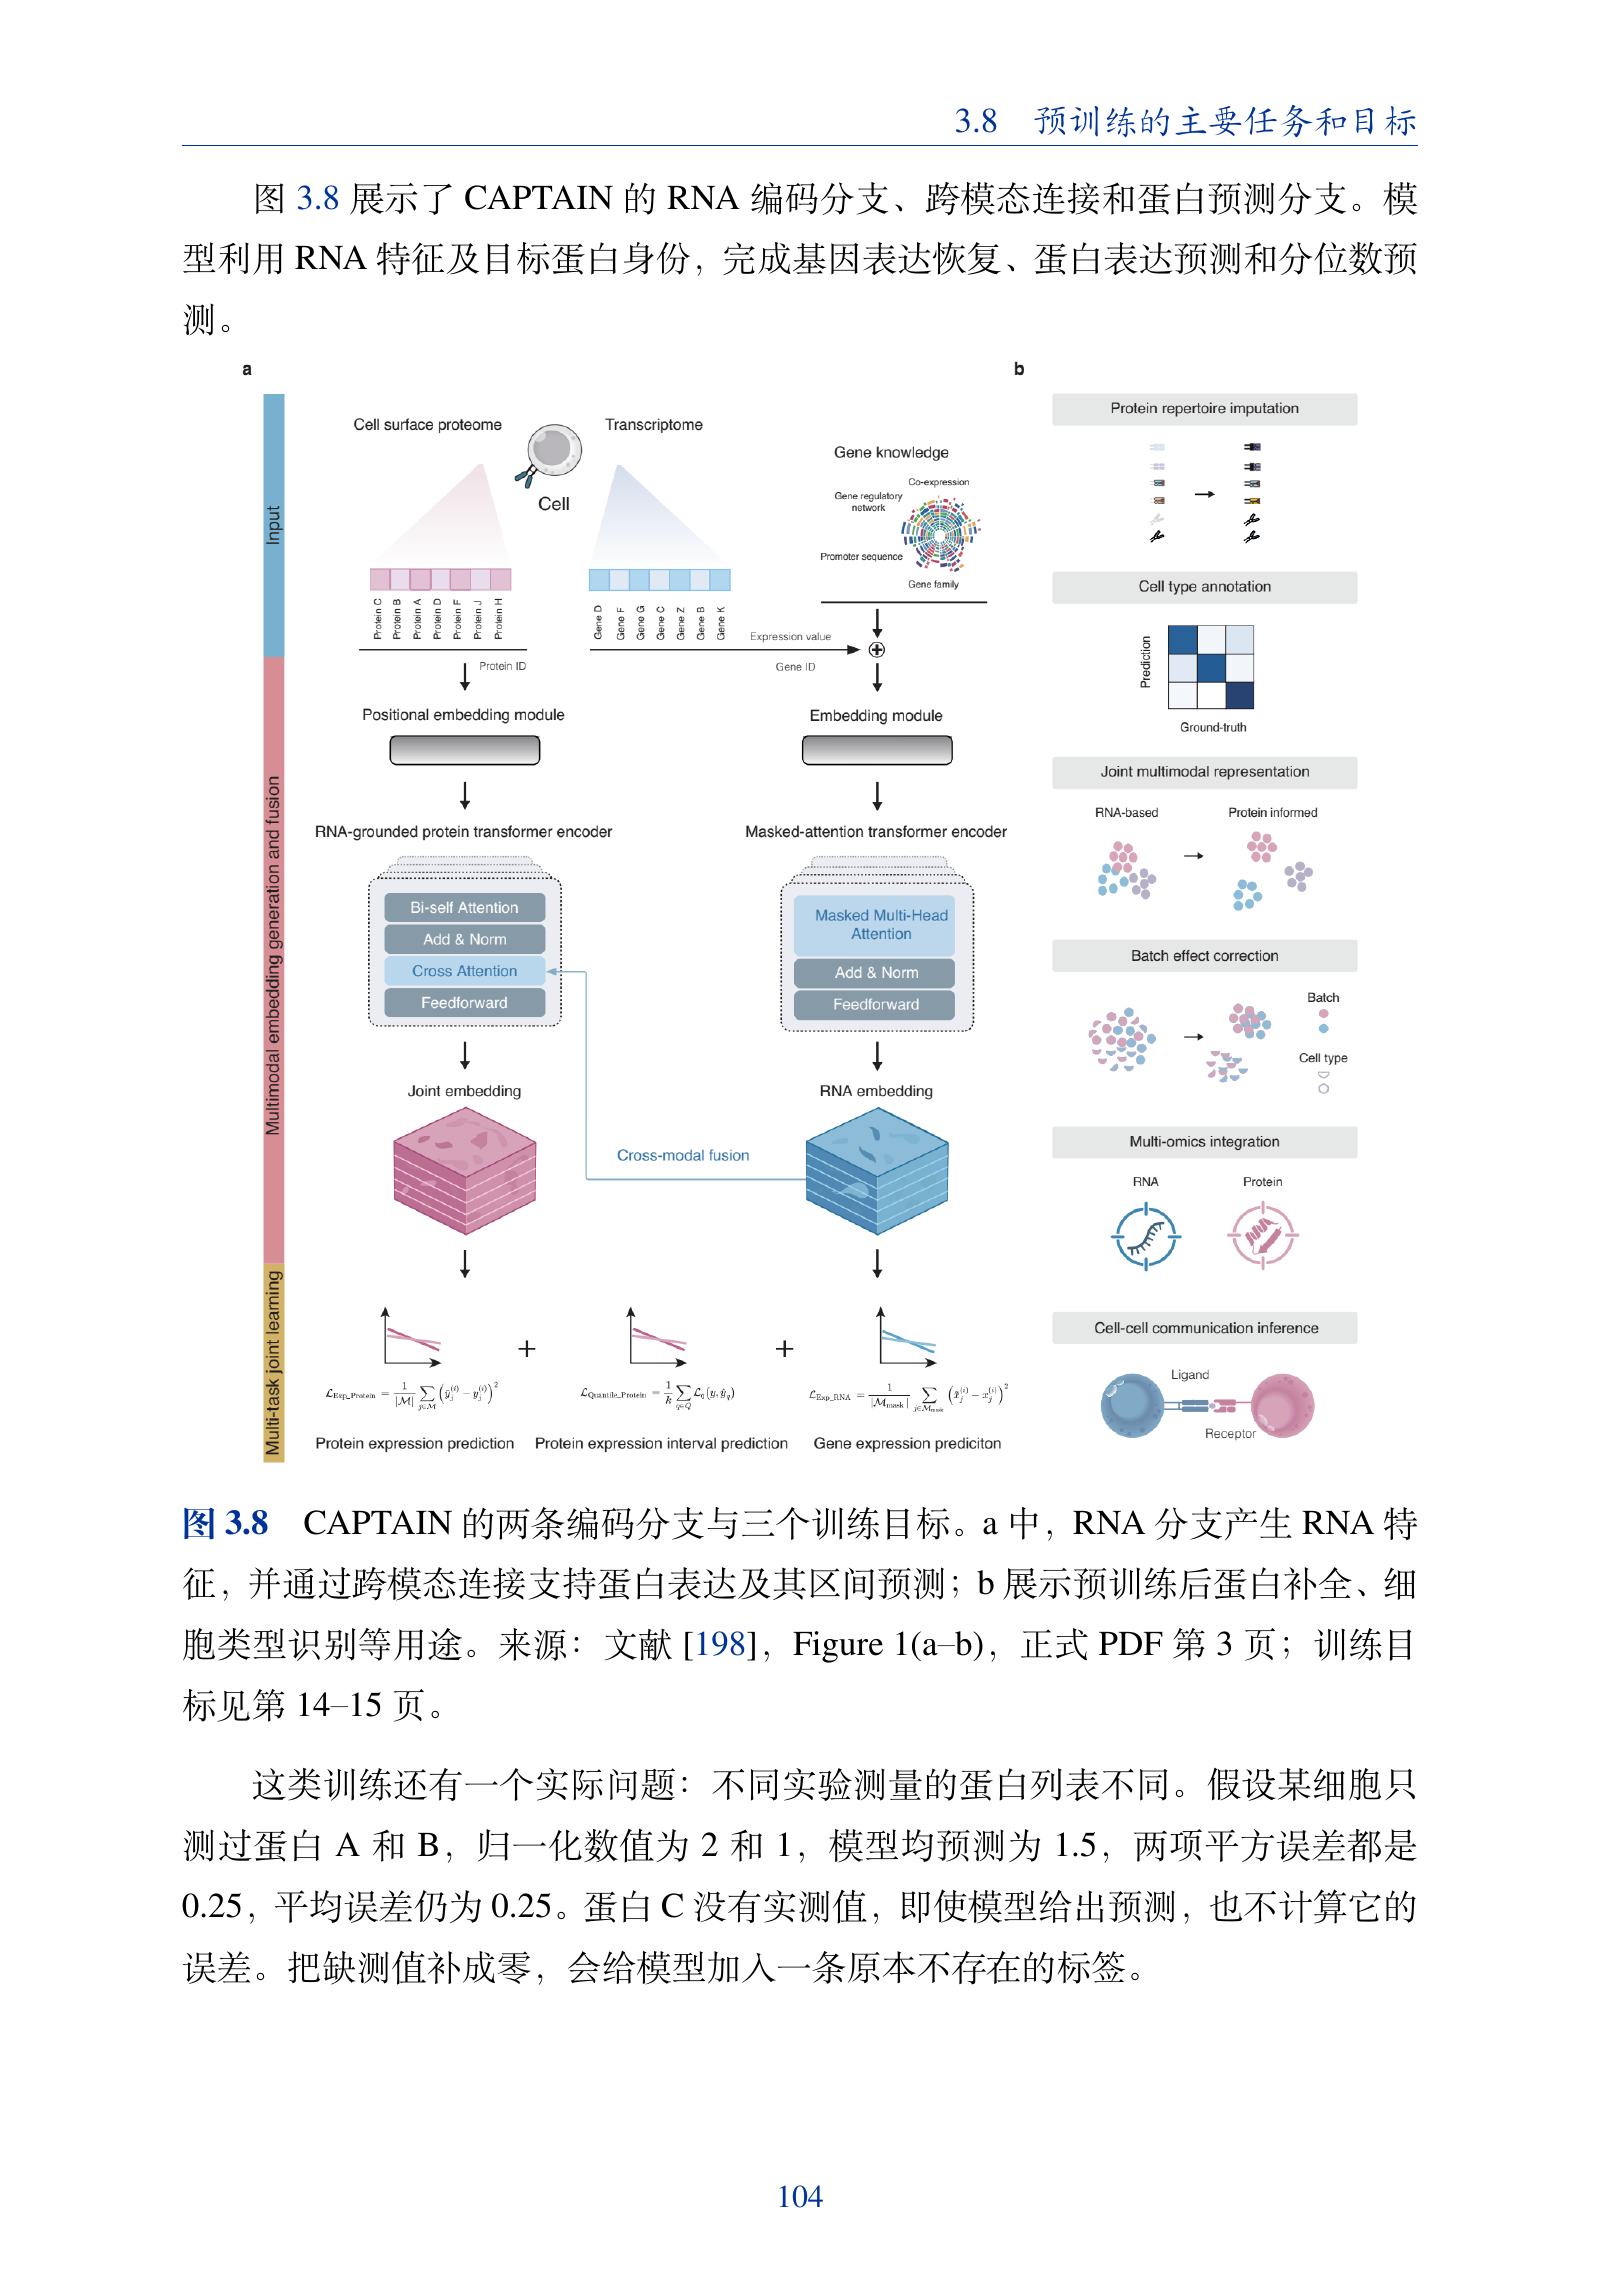 3.8 预训练的主要任务和目标
图 3.8 展示了 CAPTAIN 的 RNA 编码分支、跨模态连接和蛋白预测分支。模
型利用 RNA 特征及目标蛋白身份，完成基因表达恢复、蛋白表达预测和分位数预
测。
a
Input
Multimodal embedding generation and fusion
Multi-task joint learning
Cell surface proteome
Cell
Transcriptome
Gene knowledge
Co-expression
Gene regulatory
network
Promoter sequence
Gene family
Protein C
Protein B
Protein A
Protein D
Protein F
Protein J
Protein H
Gene D
Gene F
Gene G
Gene C
Gene Z
Gene B
Gene K
Expression value
Gene ID
Protein ID
Positional embedding module
Embedding module
RNA-grounded protein transformer encoder
Masked-attention transformer encoder
Bi-self Attention
Add & Norm
Cross Attention
Feedforward
Masked Multi-Head
Attention
Add & Norm
Feedforward
Joint embedding
RNA embedding
Cross-modal fusion
+
+
Protein expression prediction
Protein expression interval prediction
Gene expression prediciton
b
Protein repertoire imputation
Cell type annotation
Prediction
Ground-truth
Joint multimodal representation
RNA-based
Protein informed
Batch effect correction
Batch
Cell type
Multi-omics integration
RNA
Protein
Cell-cell communication inference
Ligand
Receptor
图 3.8 CAPTAIN 的两条编码分支与三个训练目标。a 中，RNA 分支产生 RNA 特
征，并通过跨模态连接支持蛋白表达及其区间预测；b 展示预训练后蛋白补全、细
胞类型识别等用途。来源：文献 [198]，Figure 1(a–b)，正式 PDF 第 3 页；训练目
标见第 14–15 页。
这类训练还有一个实际问题：不同实验测量的蛋白列表不同。假设某细胞只
测过蛋白 A 和 B，归一化数值为 2 和 1，模型均预测为 1.5，两项平方误差都是
0.25，平均误差仍为 0.25。蛋白 C 没有实测值，即使模型给出预测，也不计算它的
误差。把缺测值补成零，会给模型加入一条原本不存在的标签。
104